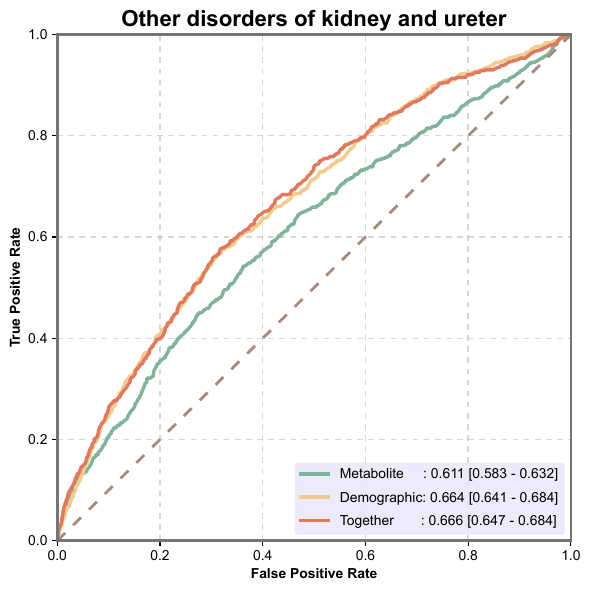 Other disorders of kidney and ureter
True Positive Rate
1.0
0.8
0.6
0.4
0.2
0.0
Metabolite : 0.611 [0.583 - 0.632]
Demographic: 0.664 [0.641 - 0.684]
Together : 0.666 [0.647 - 0.684]
0.0 0.2 0.4 0.6 0.8 1.0
False Positive Rate